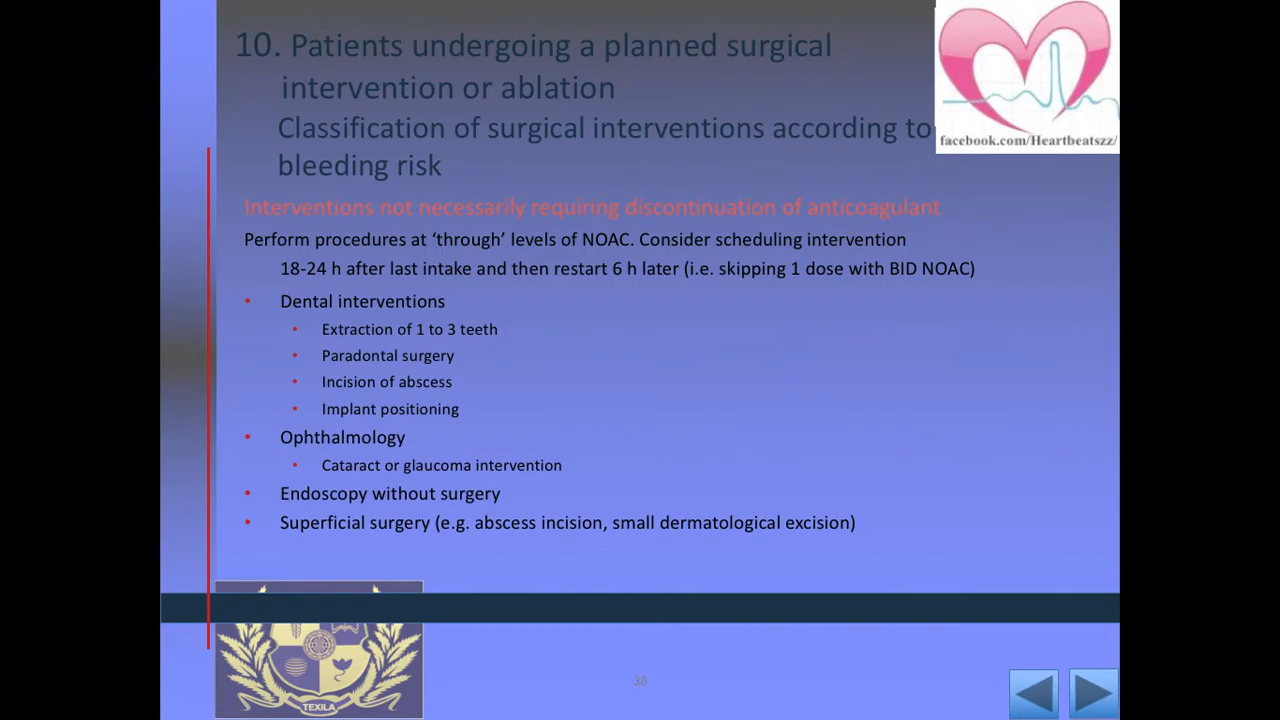 10. Patients undergoing a planned surgical
intervention or ablation
Classification of surgical interventions according to
bleeding risk
facebook.com/Heartbeatszz/
Interventions not necessarily requiring discontinuation of anticoagulant
Perform procedures at ‘through’ levels of NOAC. Consider scheduling intervention
18-24 h after last intake and then restart 6 h later (i.e. skipping 1 dose with BID NOAC)
• Dental interventions
• Extraction of 1 to 3 teeth
• Paradontal surgery
• Incision of abscess
• Implant positioning
• Ophthalmology
• Cataract or glaucoma intervention
• Endoscopy without surgery
• Superficial surgery (e.g. abscess incision, small dermatological excision)
TEXILA
38